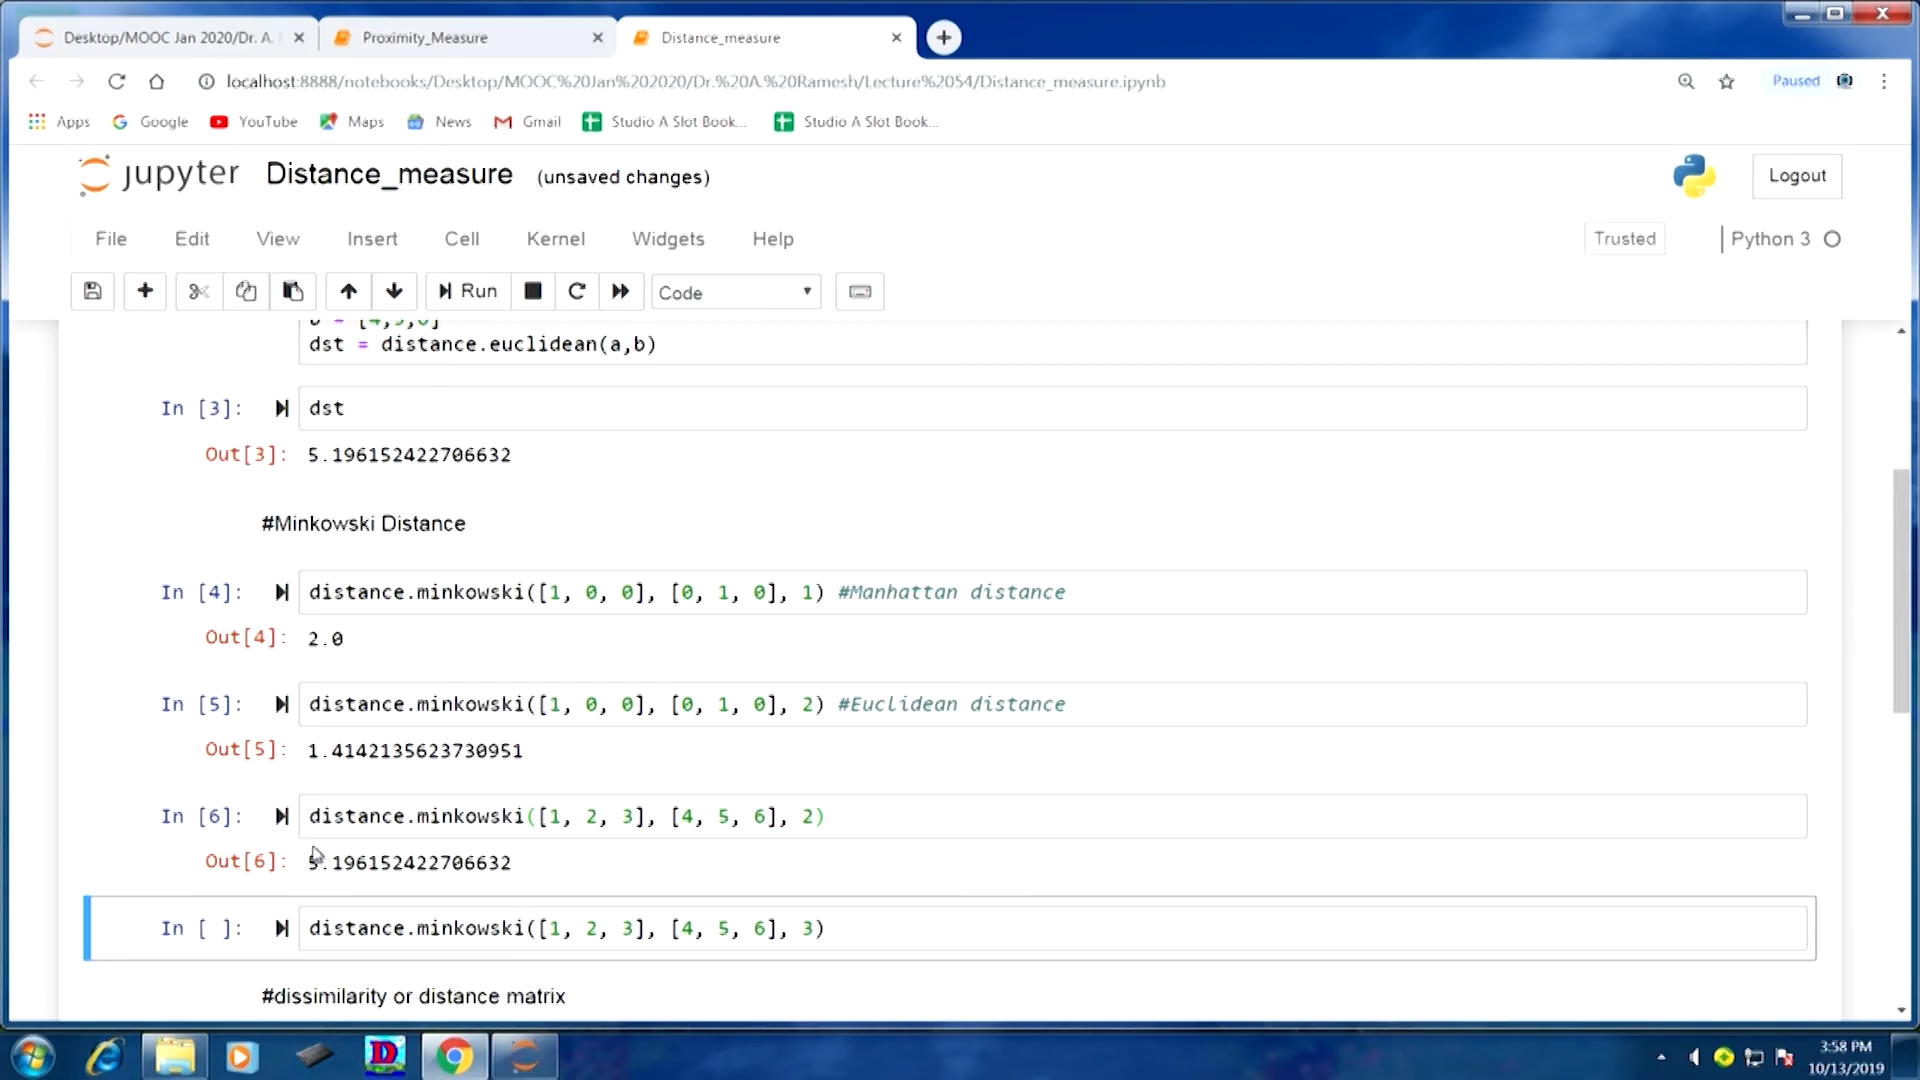 Desktop/MOOC Jan 2020/Dr. A.
Proximity_Measure
Distance_measure
localhost:8888/notebooks/Desktop/MOOC%20Jan%202020/Dr.%20A.%20Ramesh/Lecture%2054/Distance_measure.ipynb
Paused
Apps
Google
YouTube
Maps
News
Gmail
Studio A Slot Book...
Studio A Slot Book...
jupyter
Distance_measure (unsaved changes)
Logout
File
Edit
View
Insert
Cell
Kernel
Widgets
Help
Trusted
Python 3
Run
Code
dst = distance.euclidean(a,b)
In [3]:
dst
Out[3]: 5.196152422706632
#Minkowski Distance
In [4]:
distance.minkowski([1, 0, 0], [0, 1, 0], 1) #Manhattan distance
Out[4]: 2.0
In [5]:
distance.minkowski([1, 0, 0], [0, 1, 0], 2) #Euclidean distance
Out[5]: 1.4142135623730951
In [6]:
distance.minkowski([1, 2, 3], [4, 5, 6], 2)
Out[6]: 5.196152422706632
In [ ]:
distance.minkowski([1, 2, 3], [4, 5, 6], 3)
#dissimilarity or distance matrix
D
3:58 PM
10/13/2019